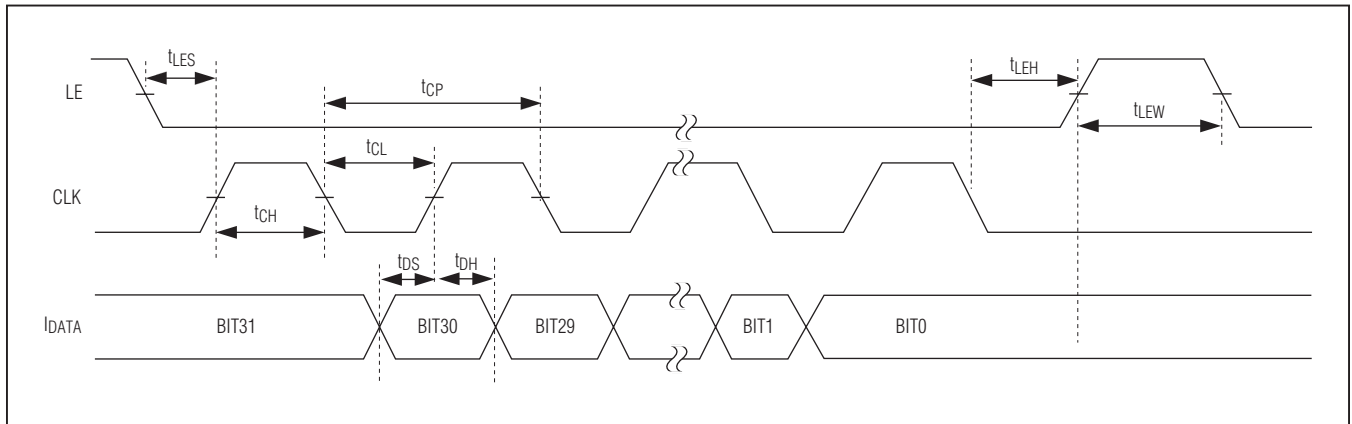 tLES
tCP
tLEH
LE
tLEW
tCL
CLK
tCH
tDS
tDH
IDATA
BIT31
BIT30
BIT29
BIT1
BIT0